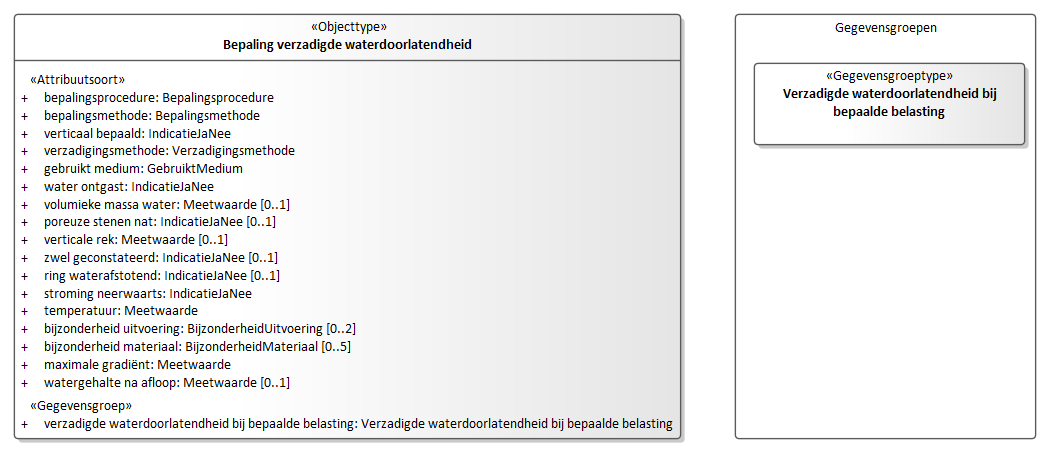 «Objecttype»
Bepaling verzadigde waterdoorlatendheid
«Attribuutsoort»
+ bepalingsprocedure: Bepalingsprocedure
+ bepalingsmethode: Bepalingsmethode
+ verticaal bepaald: IndicatieJaNee
+ verzadigingsmethode: Verzadigingsmethode
+ gebruikt medium: GebruiktMedium
+ water ontgast: IndicatieJaNee
+ volumieke massa water: Meetwaarde [0..1]
+ poreuze stenen nat: IndicatieJaNee [0..1]
+ verticale rek: Meetwaarde [0..1]
+ zwel geconstateerd: IndicatieJaNee [0..1]
+ ring waterafstotend: IndicatieJaNee [0..1]
+ stroming neerwaarts: IndicatieJaNee
+ temperatuur: Meetwaarde
+ bijzonderheid uitvoering: BijzonderheidUitvoering [0..2]
+ bijzonderheid materiaal: BijzonderheidMateriaal [0..5]
+ maximale gradiënt: Meetwaarde
+ watergehalte na afloop: Meetwaarde [0..1]
«Gegevensgroep»
+ verzadigde waterdoorlatendheid bij bepaalde belasting: Verzadigde waterdoorlatendheid bij bepaalde belasting
Gegevensgroepen
«Gegevensgroeptype»
Verzadigde waterdoorlatendheid bij
bepaalde belasting